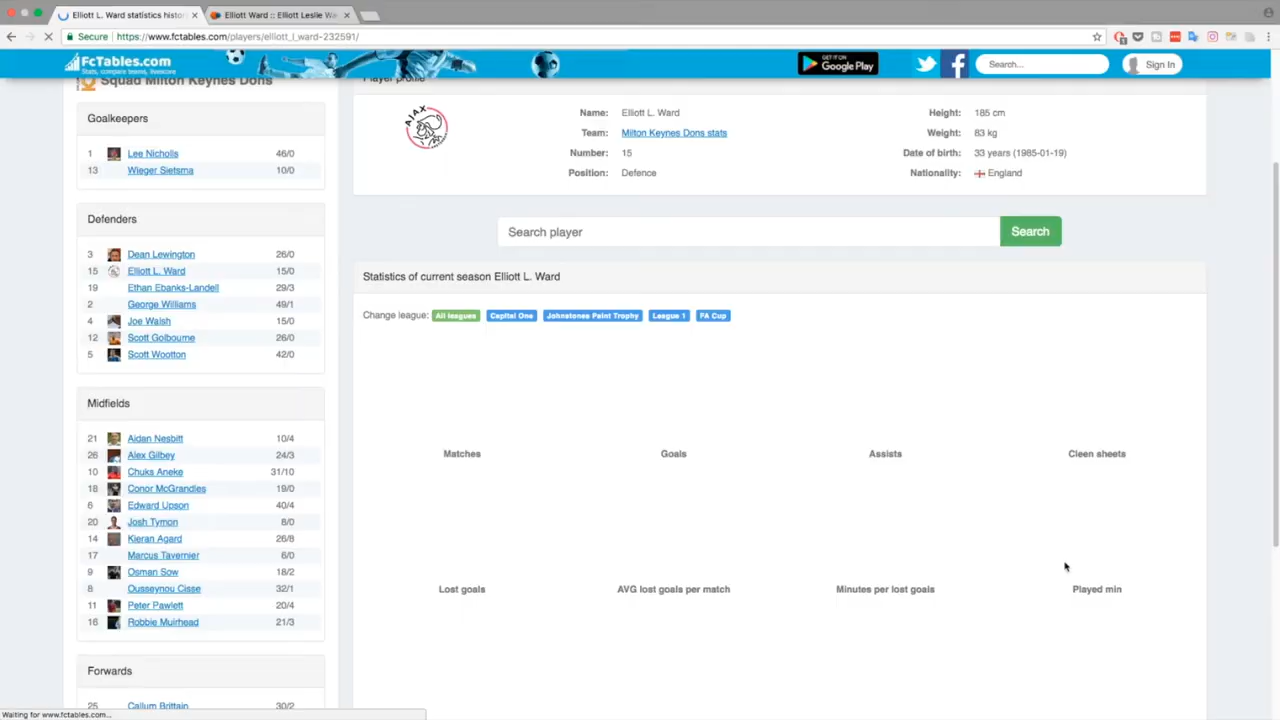 Elliott L. Ward statistics histor
Elliott Ward :: Elliott Leslie Wa
Secure
https://www.fctables.com/players/elliott_l_ward-232591/
FcTables.com
Stats, compare teams, livescore
GET IT ON
Google Play
Search...
Sign In
Squad Milton Keynes Dons
Goalkeepers
1 Lee Nicholls 46/0
13 Wieger Sietsma 10/0
Defenders
3 Dean Lewington 26/0
15 Elliott L. Ward 15/0
19 Ethan Ebanks-Landell 29/3
2 George Williams 49/1
4 Joe Walsh 15/0
12 Scott Golbourne 26/0
5 Scott Wootton 42/0
Midfields
21 Aidan Nesbitt 10/4
26 Alex Gilbey 24/3
10 Chuks Aneke 31/10
18 Conor McGrandles 19/0
6 Edward Upson 40/4
20 Josh Tymon 8/0
14 Kieran Agard 26/8
17 Marcus Tavernier 6/0
9 Osman Sow 18/2
8 Ousseynou Cisse 32/1
11 Peter Pawlett 20/4
16 Robbie Muirhead 21/3
Forwards
25 Callum Brittain 30/2
Player profile
AJAX
Name: Elliott L. Ward
Team: Milton Keynes Dons stats
Number: 15
Position: Defence
Height: 185 cm
Weight: 83 kg
Date of birth: 33 years (1985-01-19)
Nationality: England
Search player
Search
Statistics of current season Elliott L. Ward
Change league: All leagues Capital One Johnstones Paint Trophy League 1 FA Cup
Matches Goals Assists Cleen sheets
Lost goals AVG lost goals per match Minutes per lost goals Played min
Waiting for www.fctables.com...